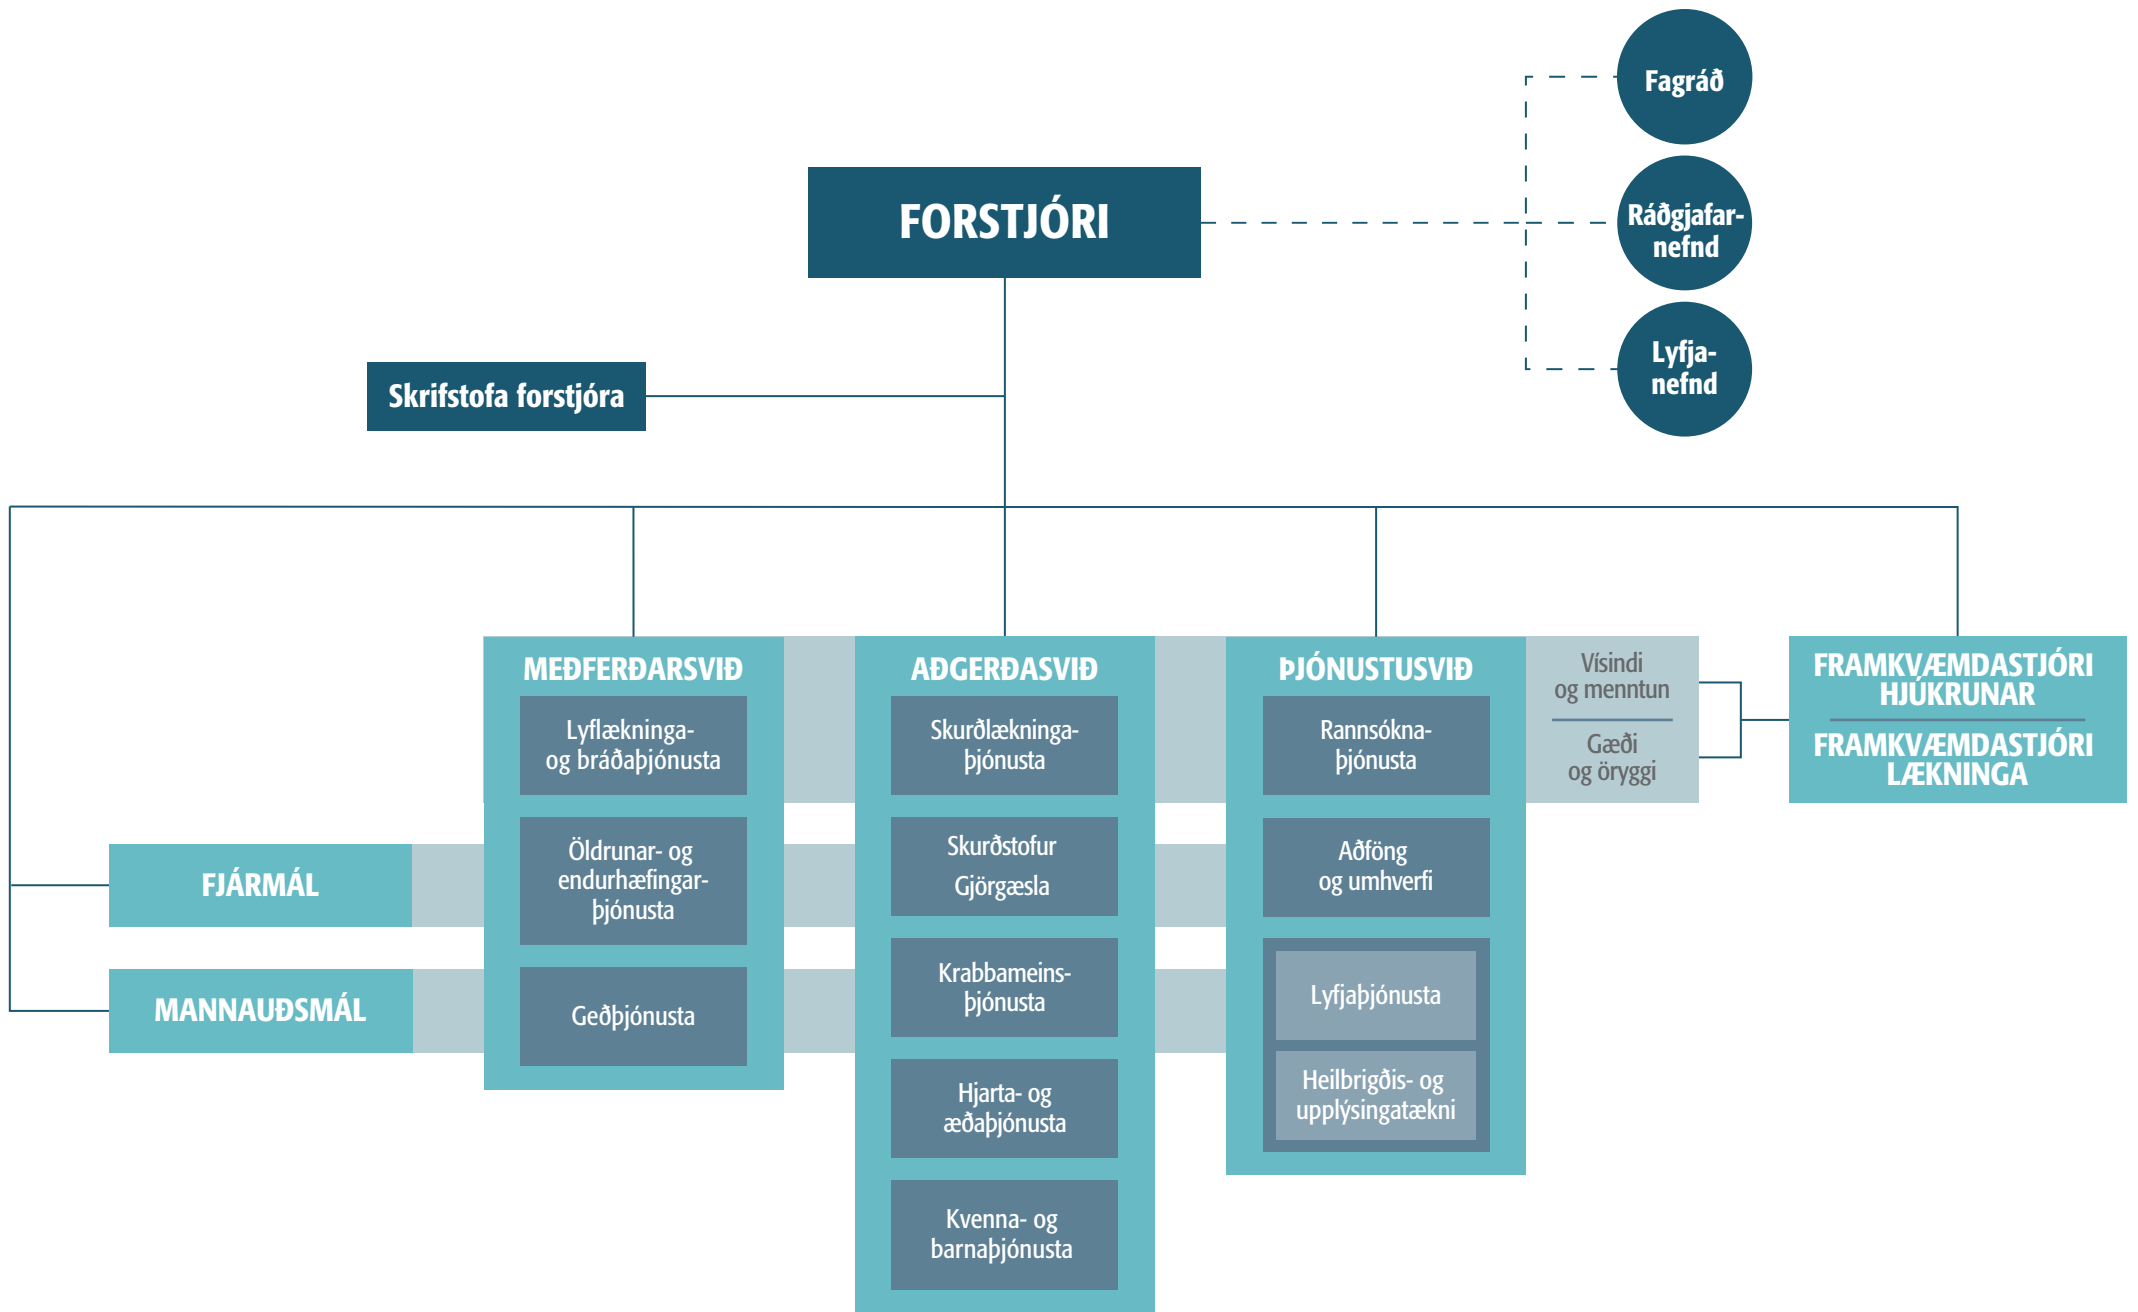 Fagráð
FORSTJÓRI
Ráðgjafar-
nefnd
Lyfja-
nefnd
Skrifstofa forstjóra
MEÐFERÐARSVIÐ
Lyflækninga-
og bráðaþjónusta
Öldrunar- og
endurhæfingar-
þjónusta
Geðþjónusta
AÐGERÐASVIÐ
Skurðlækninga-
þjónusta
Skurðstofur
Gjörgæsla
Krabbameins-
þjónusta
Hjarta- og
æðaþjónusta
Kvenna- og
barnaþjónusta
ÞJÓNUSTUSVIÐ
Rannsókna-
þjónusta
Aðföng
og umhverfi
Lyfjaþjónusta
Heilbrigðis- og
upplýsingatækni
Vísindi
og menntun
Gæði
og öryggi
FRAMKVÆMDASTJÓRI
HJÚKRUNAR
FRAMKVÆMDASTJÓRI
LÆKNINGA
FJÁRMÁL
MANNAUÐSMÁL